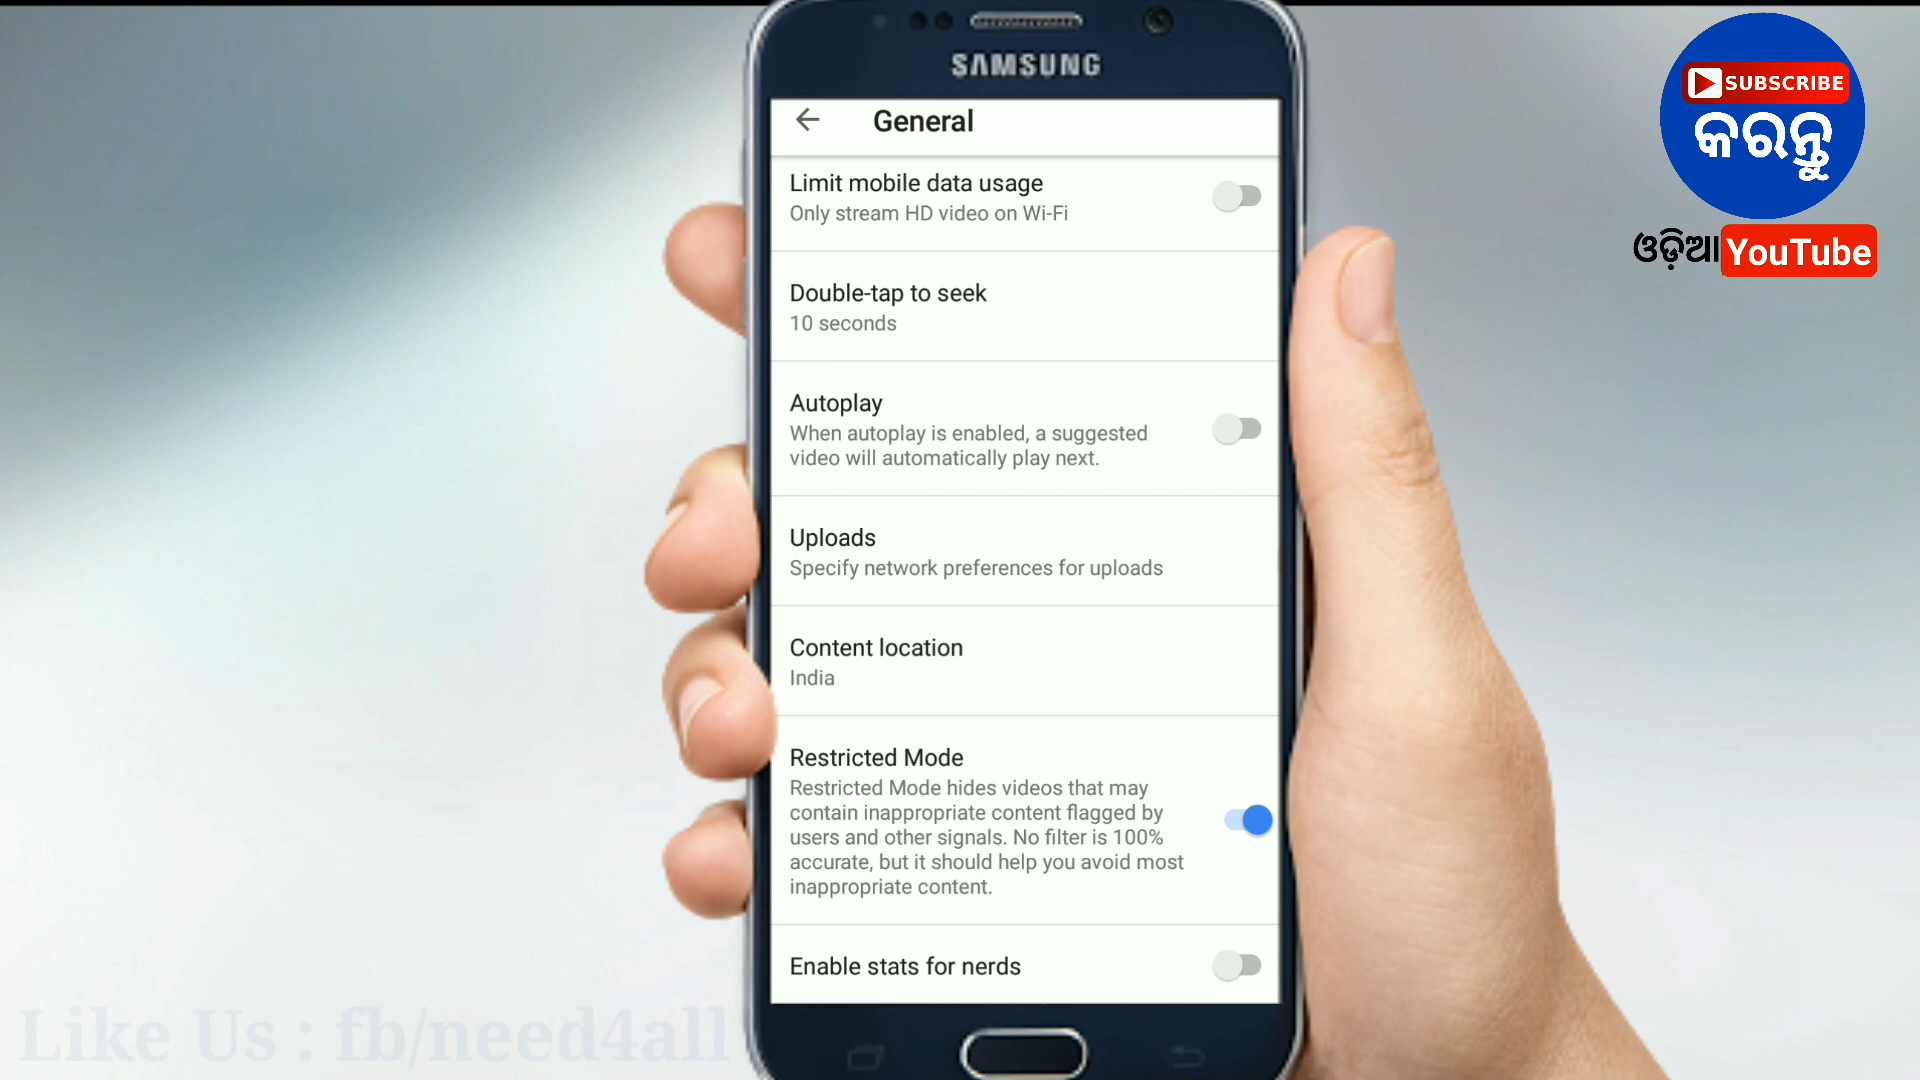 SAMSUNG
General
Limit mobile data usage
Only stream HD video on Wi-Fi
Double-tap to seek
10 seconds
Autoplay
When autoplay is enabled, a suggested
video will automatically play next.
Uploads
Specify network preferences for uploads
Content location
India
Restricted Mode
Restricted Mode hides videos that may
contain inappropriate content flagged by
users and other signals. No filter is 100%
accurate, but it should help you avoid most
inappropriate content.
Enable stats for nerds
SUBSCRIBE
କରନ୍ତୁ
ଓଡ଼ିଆ YouTube
Like Us : fb/need4all